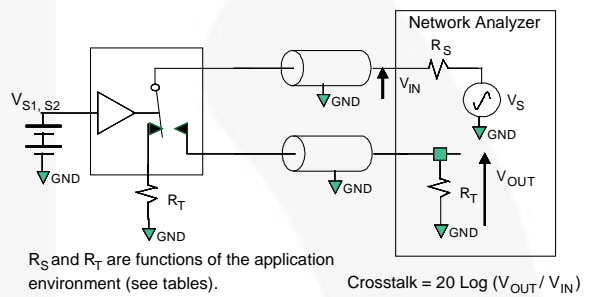 Network Analyzer
R_S
V_IN
V_S
GND
GND
V_S1, S2
GND
GND
V_OUT
R_T
R_T
GND
GND
R_S and R_T are functions of the application
environment (see tables).
Crosstalk = 20 Log (V_OUT / V_IN)